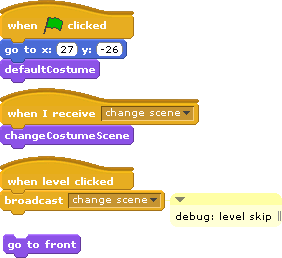 when clicked
go to x: 27 y: -26
defaultCostume
when I receive change scene
changeCostumeScene
when level clicked
broadcast change scene
debug: level skip
go to front